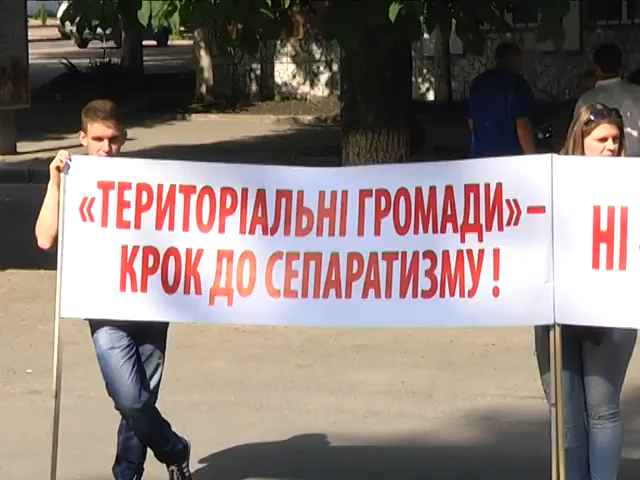 «ТЕРИТОРІАЛЬНІ ГРОМАДИ» –
КРОК ДО СЕПАРАТИЗМУ !
НІ